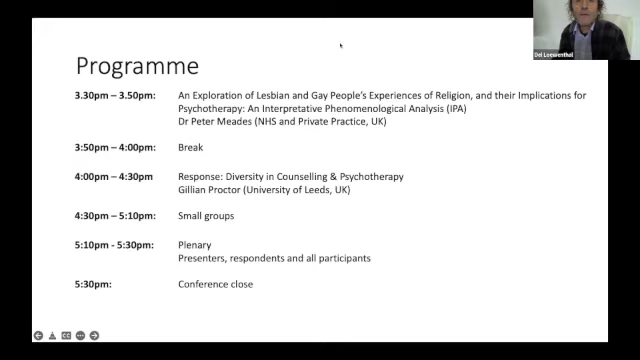 Del Loewenthal
Programme
3.30pm – 3.50pm: An Exploration of Lesbian and Gay People's Experiences of Religion, and their Implications for
Psychotherapy: An Interpretative Phenomenological Analysis (IPA)
Dr Peter Meades (NHS and Private Practice, UK)
3:50pm – 4:00pm: Break
4:00pm – 4:30pm Response: Diversity in Counselling & Psychotherapy
Gillian Proctor (University of Leeds, UK)
4:30pm – 5:10pm: Small groups
5:10pm - 5:30pm: Plenary
Presenters, respondents and all participants
5:30pm: Conference close